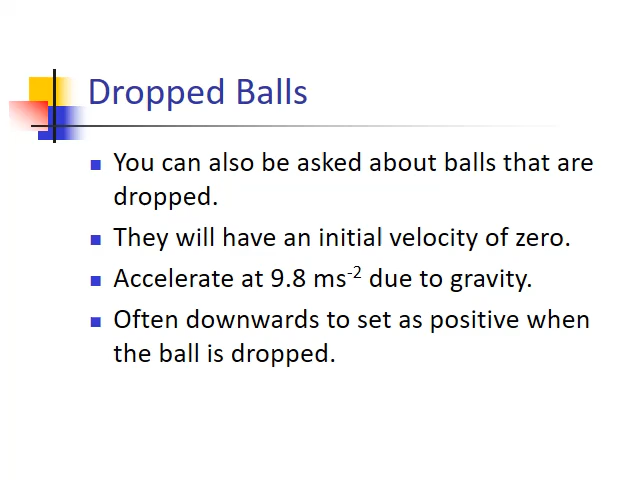 Dropped Balls
You can also be asked about balls that are
dropped.
They will have an initial velocity of zero.
Accelerate at 9.8 ms⁻² due to gravity.
Often downwards to set as positive when
the ball is dropped.